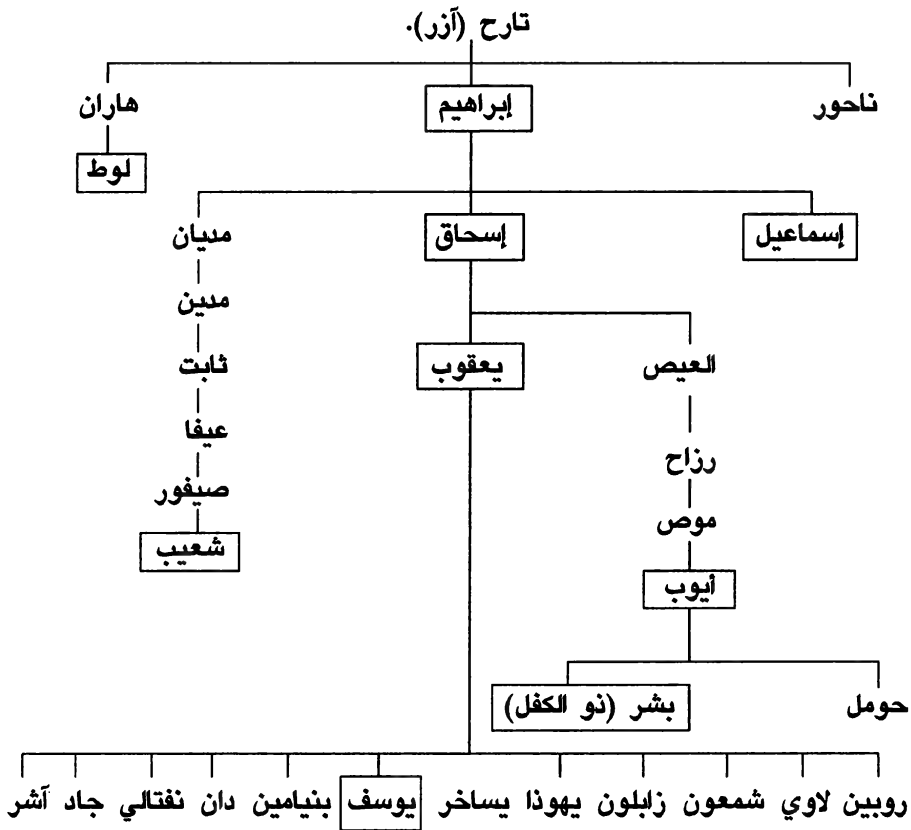 تارح (آزر).
ناحور إبراهيم هاران
لوط
إسماعيل إسحاق مديان
مدين
العيص يعقوب ثابت
عيفا
رزاح
صيفور
موص
شعيب
أيوب
حومل بشر (ذو الكفل)
روبين لاوي شمعون زابلون يهوذا يساخر يوسف بنيامين دان نفتالي جاد آشر